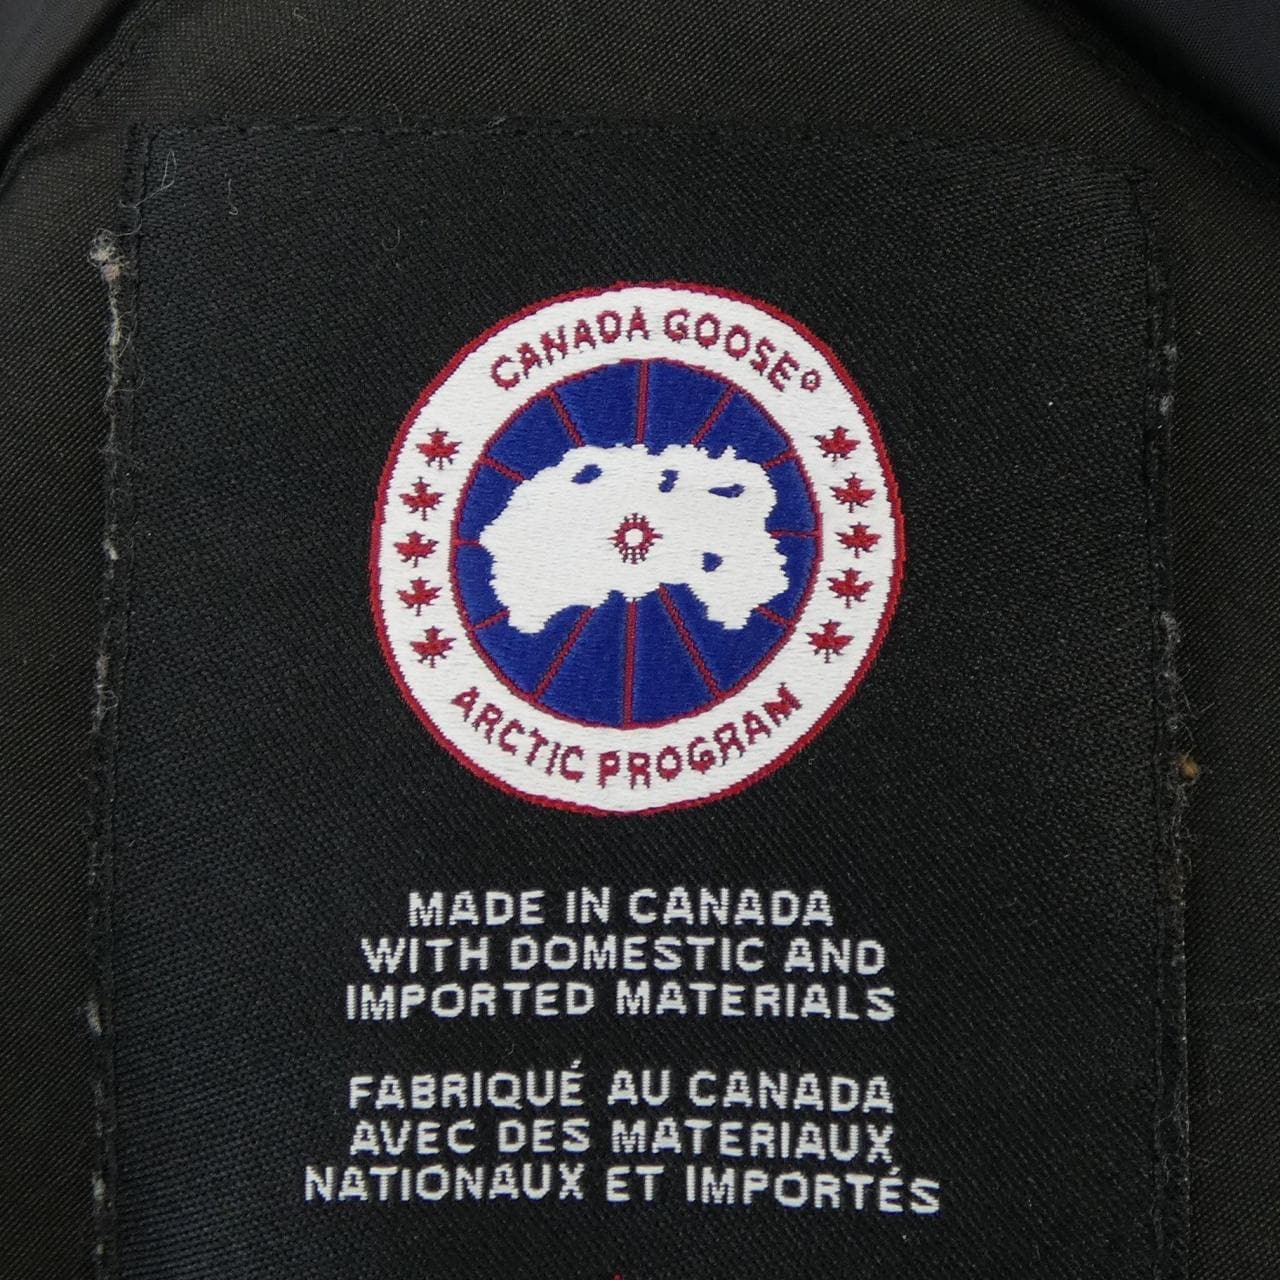 CANADA GOOSE®
ARCTIC PROGRAM
MADE IN CANADA
WITH DOMESTIC AND
IMPORTED MATERIALS
FABRIQUÉ AU CANADA
AVEC DES MATERIAUX
NATIONAUX ET IMPORTÉS